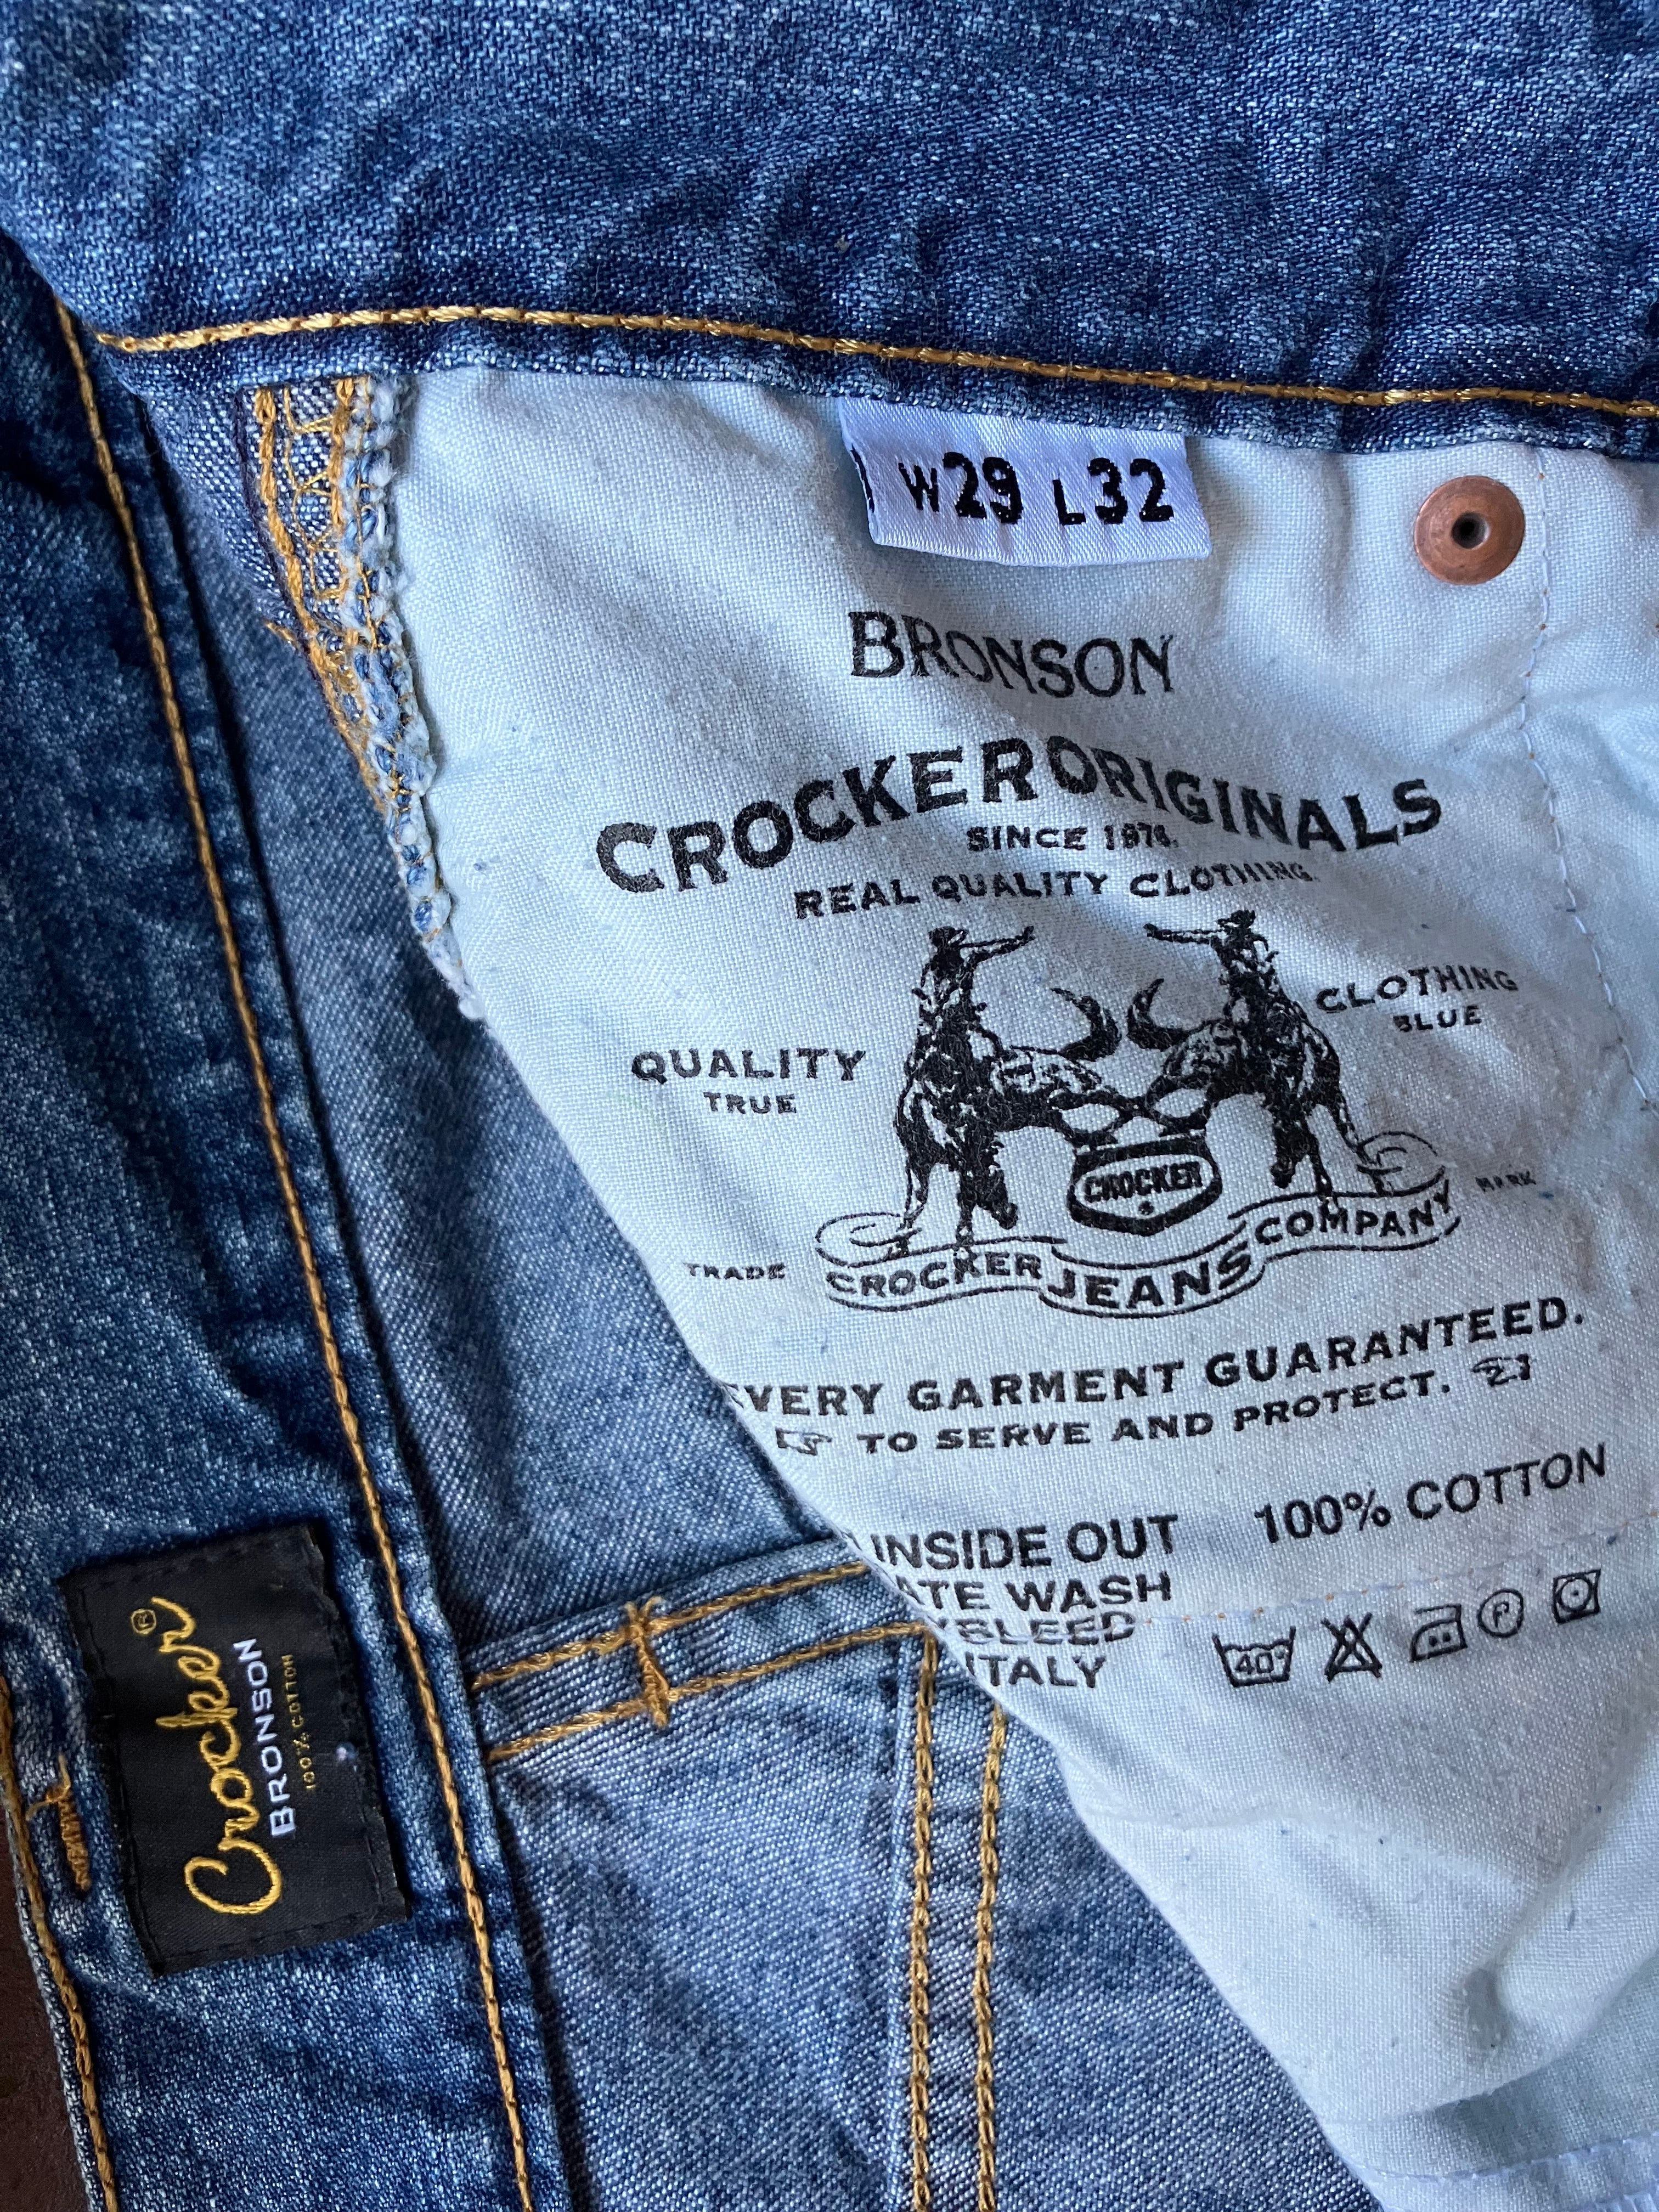 W29 L32
BRONSON
CROCKER ORIGINALS
SINCE 1976.
REAL QUALITY CLOTHING.
CLOTHING
BLUE
QUALITY
TRUE
CROCKER
MARK
TRADE
CROCKER JEANS COMPANY
EVERY GARMENT GUARANTEED.
TO SERVE AND PROTECT.
100% COTTON
INSIDE OUT
WASH
ITALY
40°
P
Crocker®
BRONSON
100% COTTON